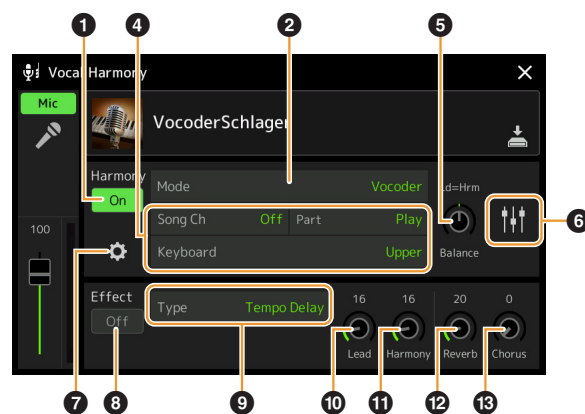 1 4 2 5
Vocal Harmony
Mic
VocoderSchlager
Harmony
On
Mode Vocoder
Ld=Hrm
Song Ch Off Part Play
6
100
Keyboard Upper
Balance
Effect
Off
Type Tempo Delay
16 16 20 0
Lead Harmony Reverb Chorus
7 8 9 10 11 12 13